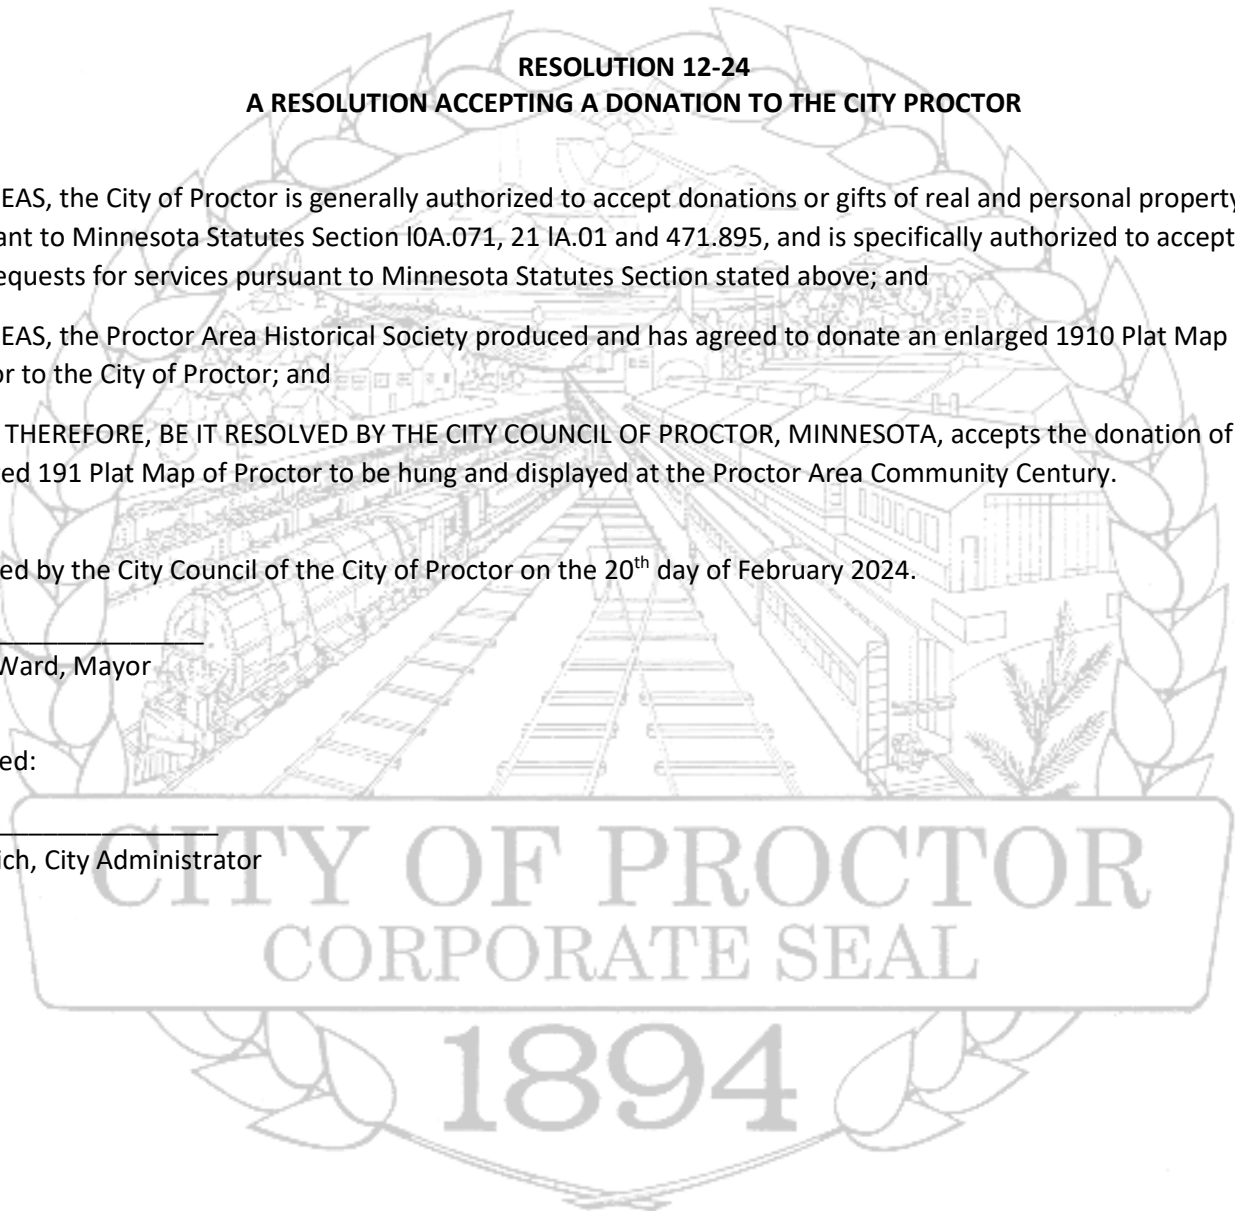 RESOLUTION 12-24
A RESOLUTION ACCEPTING A DONATION TO THE CITY PROCTOR
EAS, the City of Proctor is generally authorized to accept donations or gifts of real and personal property
ant to Minnesota Statutes Section l0A.071, 21 lA.01 and 471.895, and is specifically authorized to accept
equests for services pursuant to Minnesota Statutes Section stated above; and
EAS, the Proctor Area Historical Society produced and has agreed to donate an enlarged 1910 Plat Map
or to the City of Proctor; and
THEREFORE, BE IT RESOLVED BY THE CITY COUNCIL OF PROCTOR, MINNESOTA, accepts the donation of
ed 191 Plat Map of Proctor to be hung and displayed at the Proctor Area Community Century.
ed by the City Council of the City of Proctor on the 20th day of February 2024.
Ward, Mayor
ed:
ich, City Administrator
CITY OF PROCTOR
CORPORATE SEAL
1894